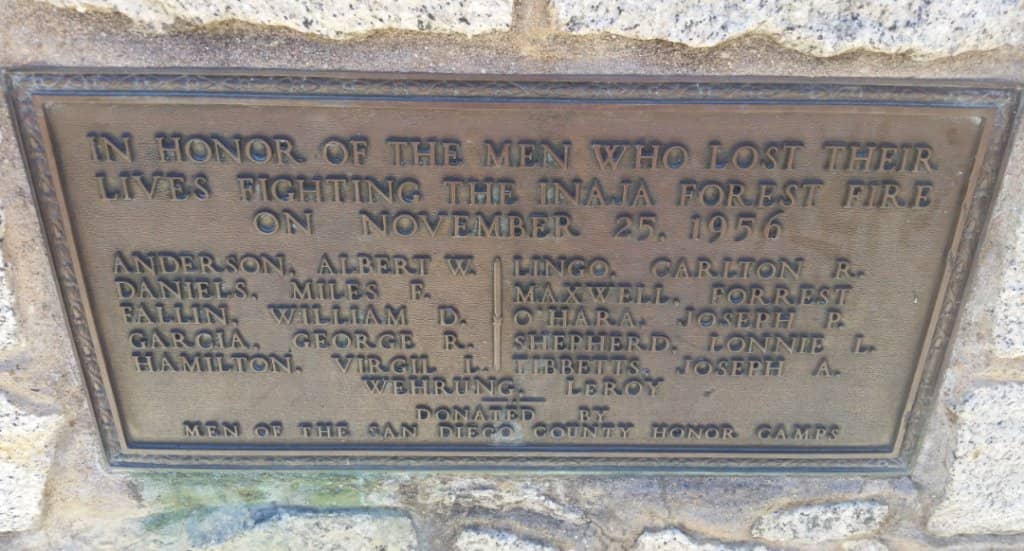 IN HONOR OF THE MEN WHO LOST THEIR
LIVES FIGHTING THE INAJA FOREST FIRE
ON NOVEMBER 25, 1956
ANDERSON, ALBERT W.
DANIELS, MILES F.
FALLIN, WILLIAM D.
GARCIA, GEORGE R.
HAMILTON, VIRGIL L.
LINGO, CARLTON R.
MAXWELL, FORREST
O'HARA, JOSEPH P.
SHEPHERD, LONNIE L.
TIBBETTS, JOSEPH A.
WEHRUNG, LEROY
DONATED BY
MEN OF THE SAN DIEGO COUNTY HONOR CAMPS